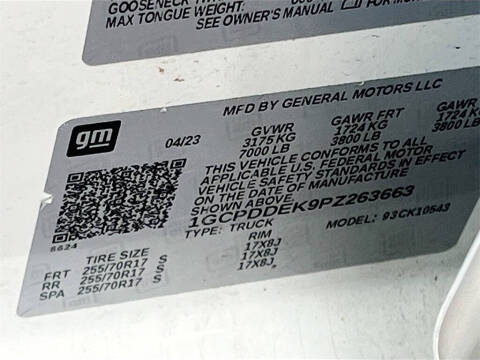 GOOSENECK
MAX TONGUE WEIGHT:
SEE OWNER'S MANUAL FOR
MFD BY GENERAL MOTORS LLC
gm
04/23 GVWR GAWR FRT GAWR
3175 KG 1724 KG 1724
7000 LB 3800 LB 3800 LB
THIS VEHICLE CONFORMS TO ALL
APPLICABLE U.S. FEDERAL MOTOR
VEHICLE SAFETY STANDARDS IN EFFECT
ON THE DATE OF MANUFACTURE SHOWN ABOVE.
1GCPDDEK9PZ263663
TYPE: TRUCK MODEL: 93CK10543
6624
TIRE SIZE RIM
FRT 255/70R17 S 17X8J
RR 255/70R17 S 17X8J
SPA 255/70R17 S 17X8J